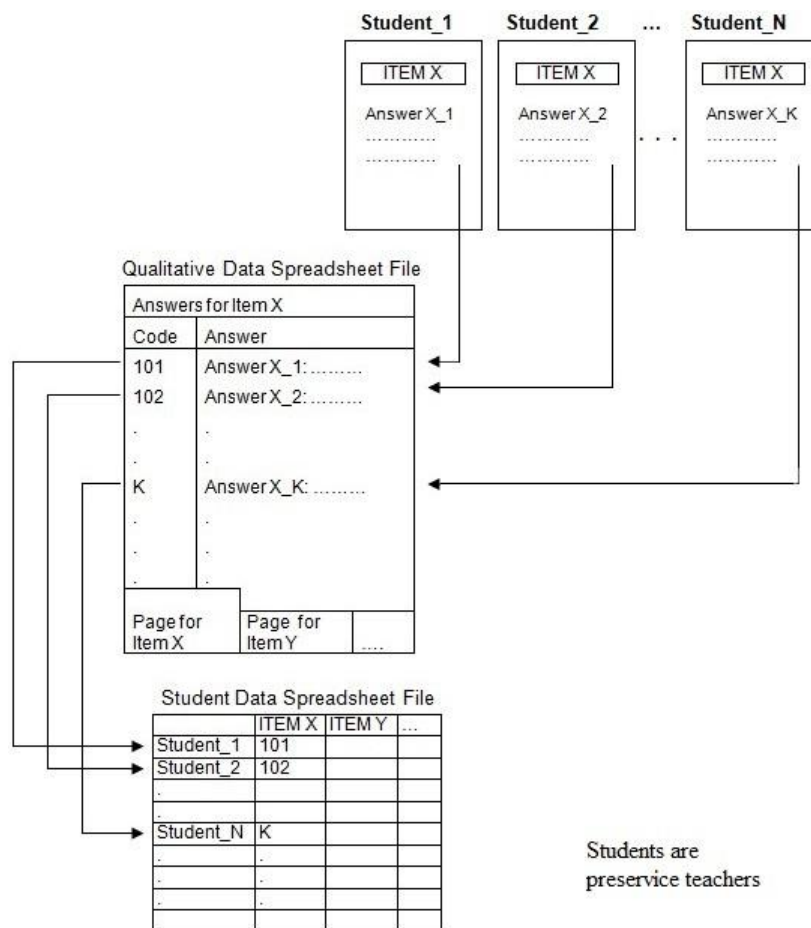 Student_1 Student_2 ... Student_N
ITEM X ITEM X ITEM X
Answer X_1 Answer X_2 Answer X_K
............ ............ ............
............ ............ ............
. . .
Qualitative Data Spreadsheet File
Answers for Item X
Code Answer
101 Answer X_1: .........
102 Answer X_2: .........
. .
. .
K Answer X_K: .........
. .
. .
. .
Page for Item X
Page for Item Y
....
Student Data Spreadsheet File
ITEM X ITEM Y ...
Student_1 101
Student_2 102
.
.
Student_N K
. .
. .
. .
Students are
preservice teachers